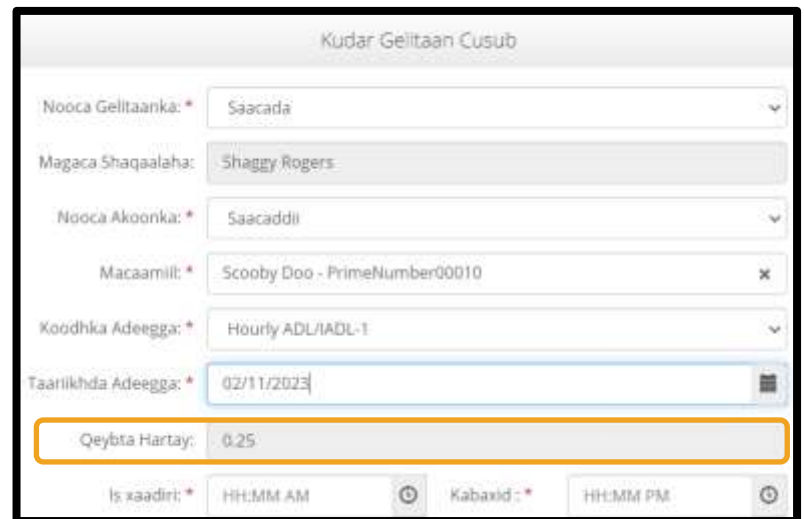 Kudar Gelitaan Cusub
Nooca Gelitaanka: * Saacada
Magaca Shaqaalaha: Shaggy Rogers
Nooca Akoonka: * Saacaddii
Macaamiil: * Scooby Doo - PrimeNumber00010
Koodhka Adeegga: * Hourly ADL/IADL-1
Taariikhda Adeegga: * 02/11/2023
Qeybta Hartay: 0.25
Is xaadiri: * HH:MM AM Kabaxid : * HH:MM PM